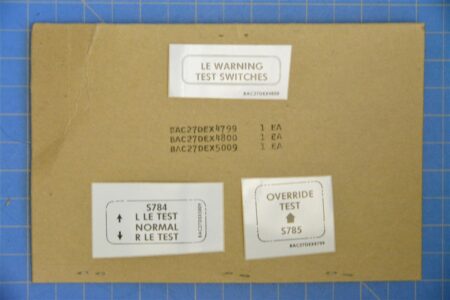 LE WARNING
TEST SWITCHES
BAC27DEX4800
BAC27DEX4799 1 EA
BAC27DEX4800 1 EA
BAC27DEX5009 1 EA
S784
↑ L LE TEST
NORMAL
↓ R LE TEST
OVERRIDE
TEST
S785
BAC27DEX4799